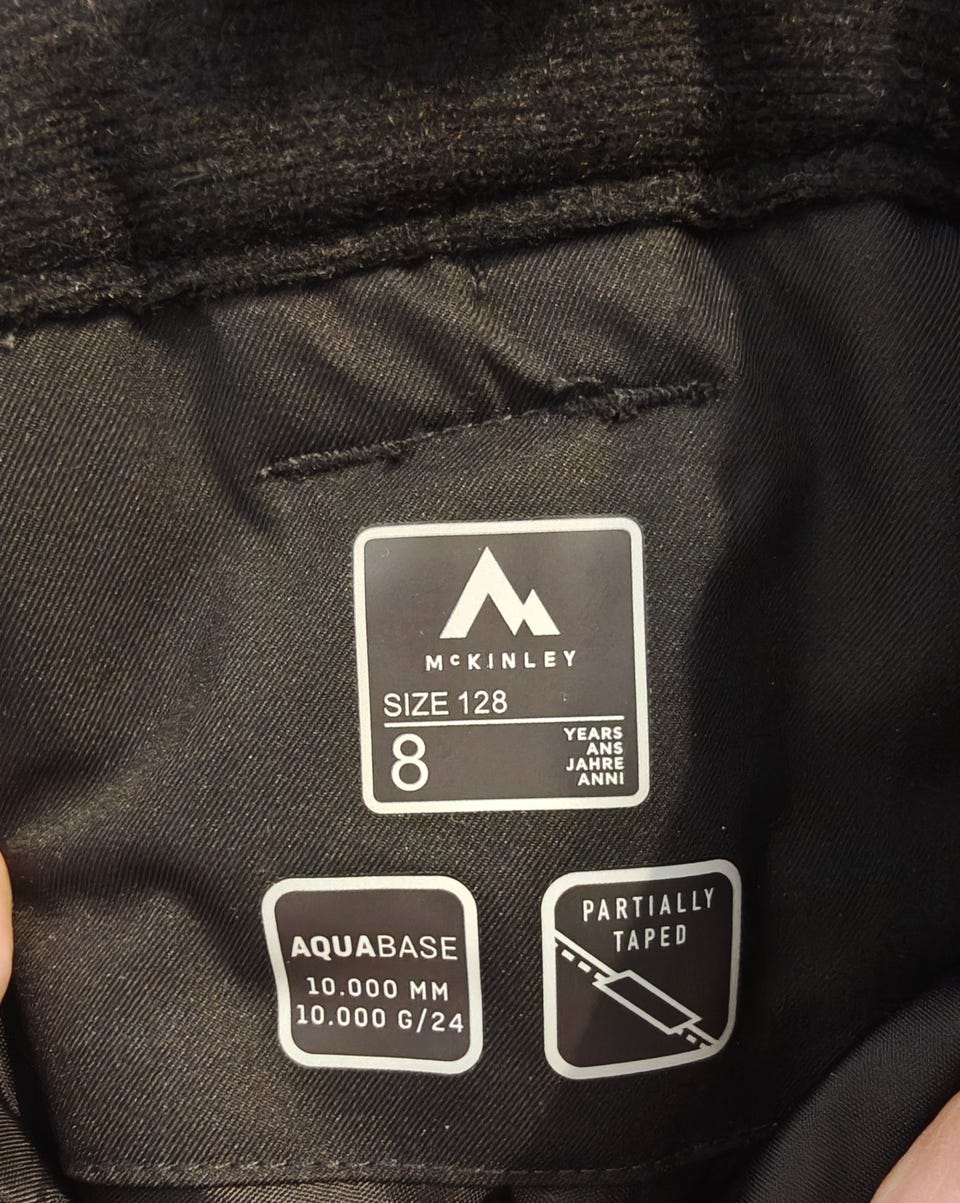 McKINLEY
SIZE 128
8
YEARS
ANS
JAHRE
ANNI
AQUABASE
10.000 MM
10.000 G/24
PARTIALLY
TAPED